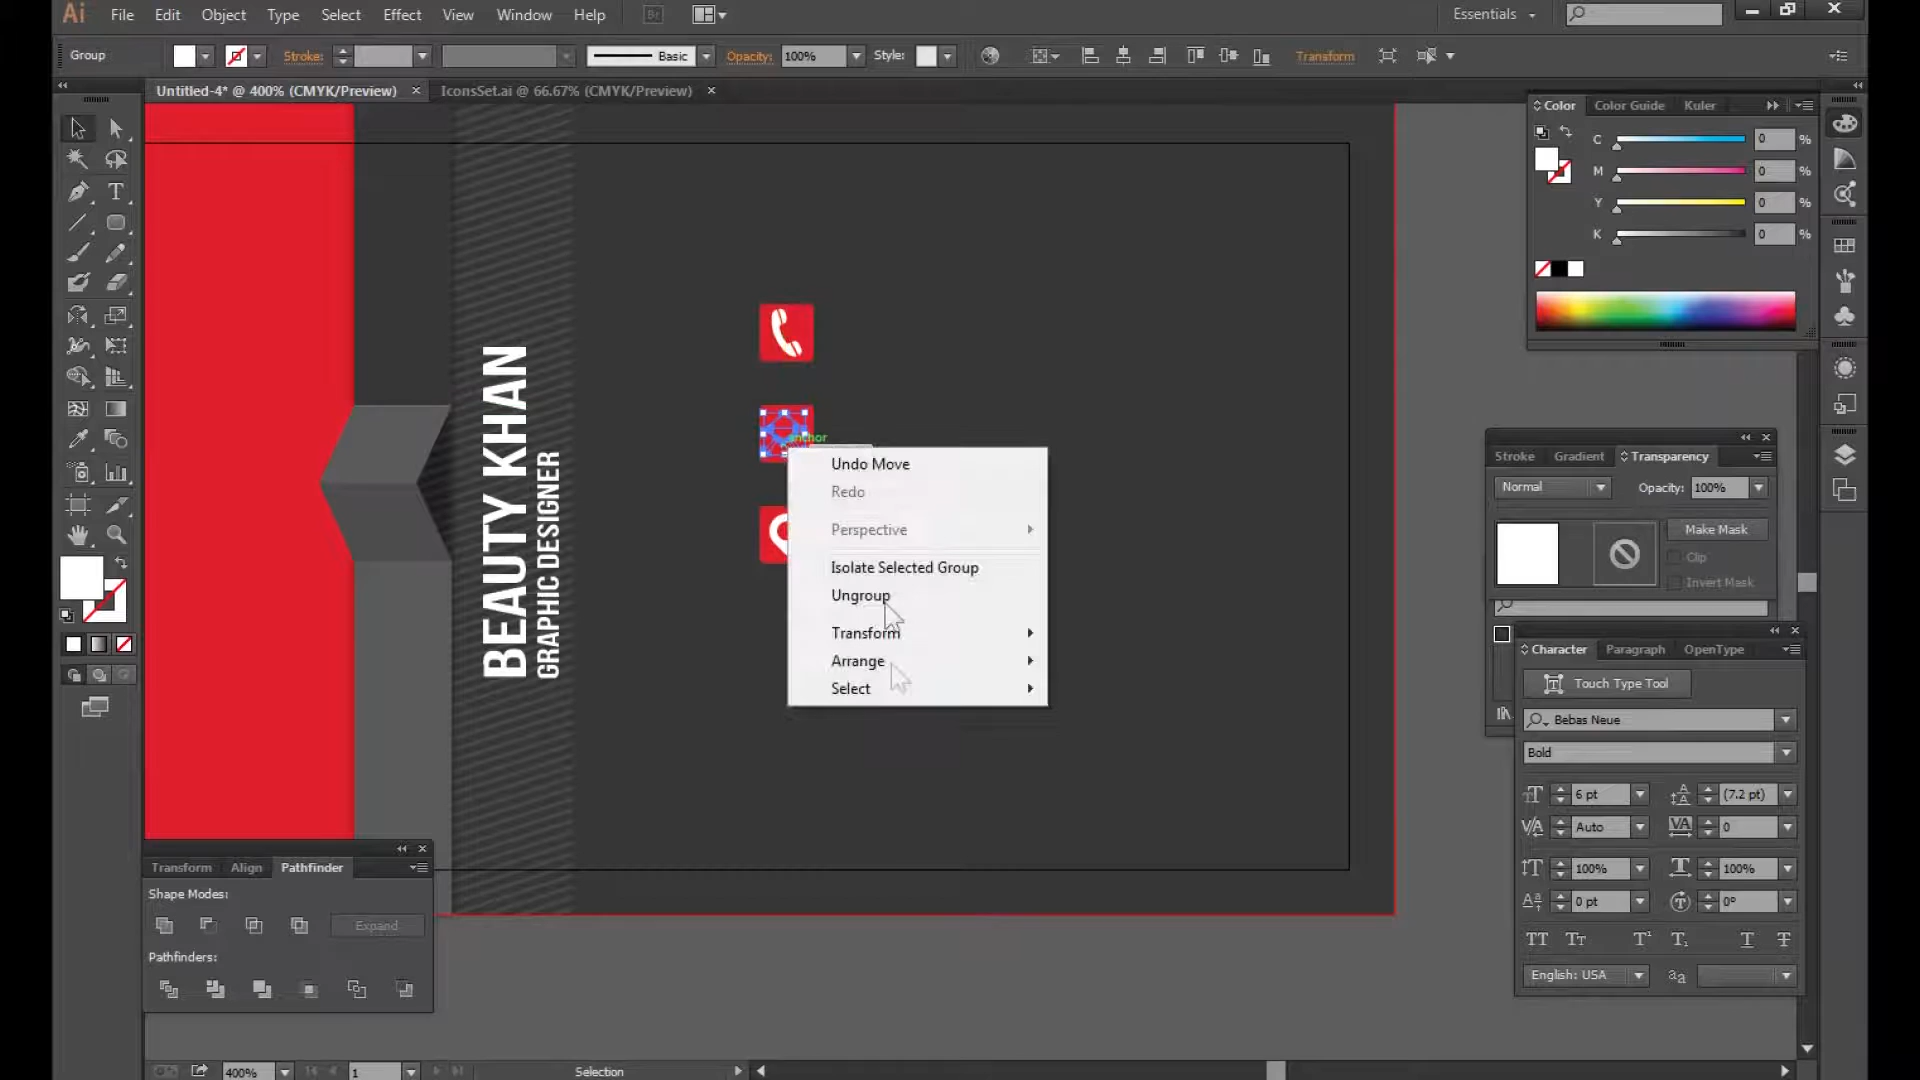 Ai File Edit Object Type Select Effect View Window Help Br Essentials
Group Stroke: Basic Opacity: 100% Style: Transform
Untitled-4* @ 400% (CMYK/Preview) × IconsSet.ai @ 66.67% (CMYK/Preview) ×
Color Color Guide Kuler
C 0 %
M 0 %
Y 0 %
K 0 %
BEAUTY KHAN
GRAPHIC DESIGNER
anchor
Undo Move
Redo
Perspective
Isolate Selected Group
Ungroup
Transform
Arrange
Select
Stroke Gradient Transparency
Normal Opacity: 100%
Make Mask
Clip
Invert Mask
Character Paragraph OpenType
Touch Type Tool
Bebas Neue
Bold
6 pt (7.2 pt)
Auto 0
100% 100%
0 pt 0°
English: USA
Transform Align Pathfinder
Shape Modes:
Expand
Pathfinders:
400% 1 Selection